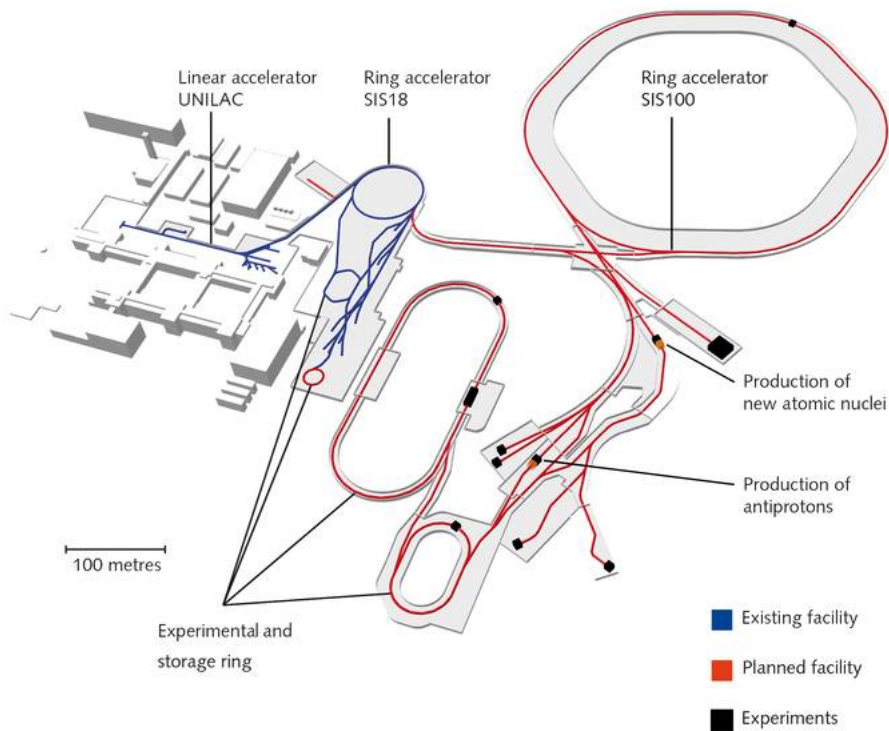 Linear accelerator
UNILAC
Ring accelerator
SIS18
Ring accelerator
SIS100
Production of
new atomic nuclei
Production of
antiprotons
100 metres
Experimental and
storage ring
Existing facility
Planned facility
Experiments